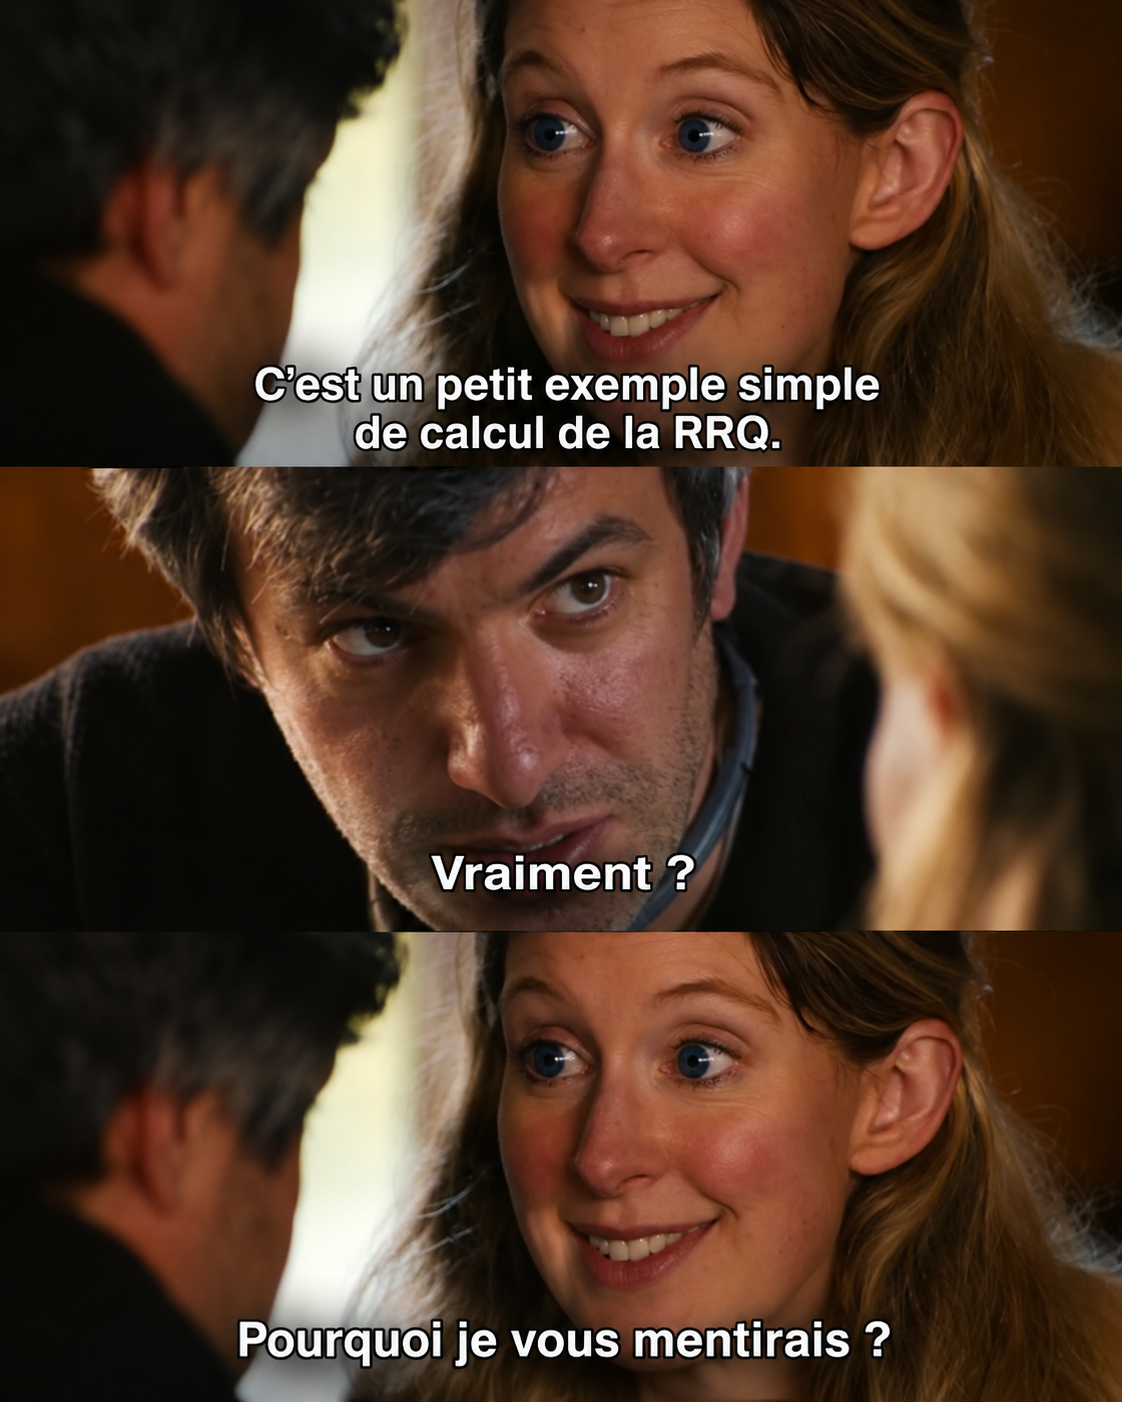 C’est un petit exemple simple
de calcul de la RRQ.
Vraiment ?
Pourquoi je vous mentirais ?